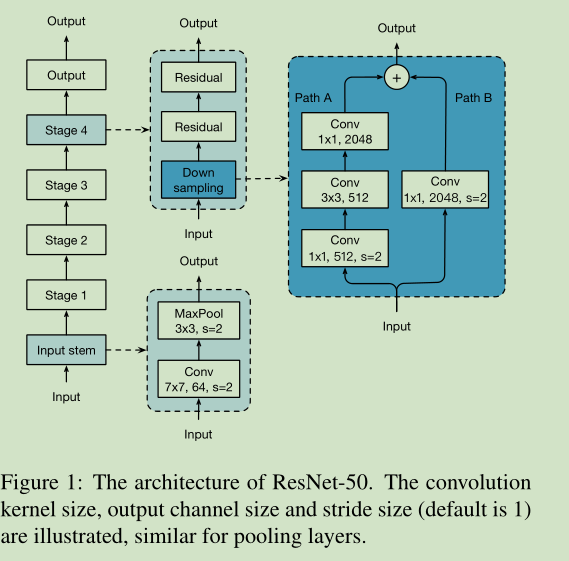 Output
Output
Stage 4
Stage 3
Stage 2
Stage 1
Input stem
Input
Output
Residual
Residual
Down
sampling
Input
Output
MaxPool
3x3, s=2
Conv
7x7, 64, s=2
Input
Output
+
Path A
Path B
Conv
1x1, 2048
Conv
3x3, 512
Conv
1x1, 2048, s=2
Conv
1x1, 512, s=2
Input
Figure 1: The architecture of ResNet-50. The convolution
kernel size, output channel size and stride size (default is 1)
are illustrated, similar for pooling layers.